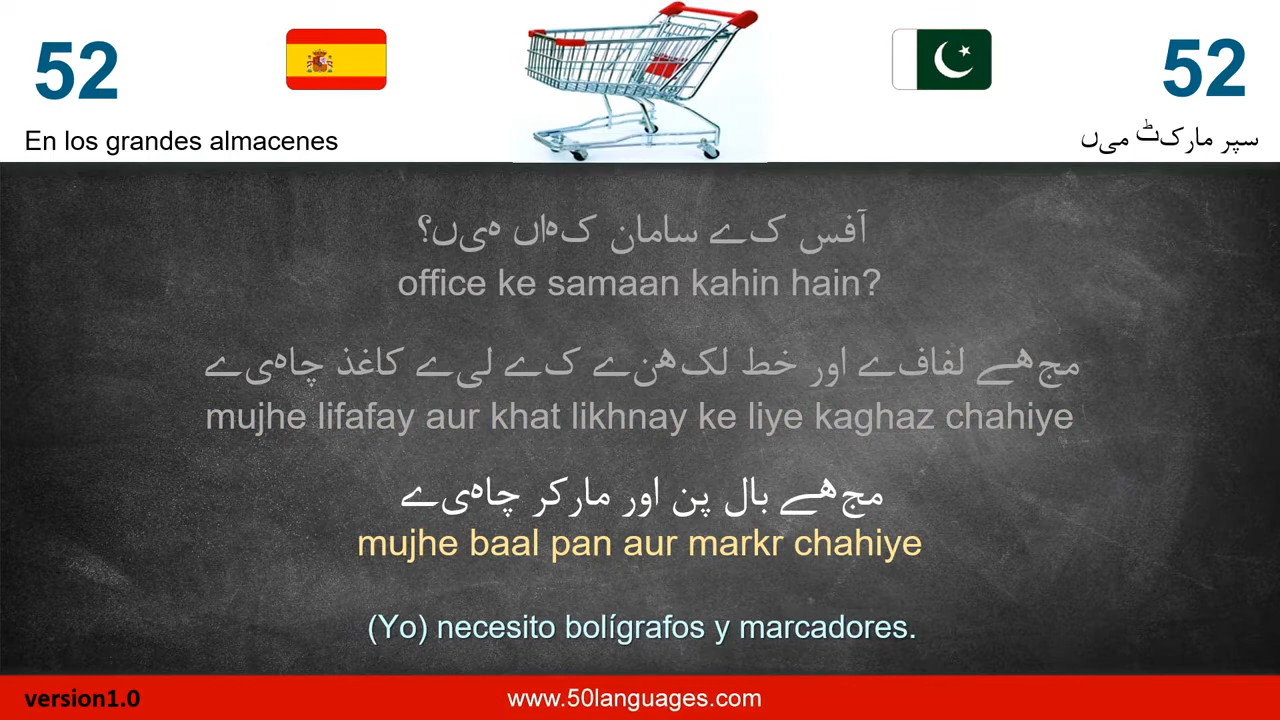 52
52
En los grandes almacenes
سپر مارکٹ میں
آفس کے سامان کہاں ہیں؟
office ke samaan kahin hain?
مجھے لفافے اور خط لکھنے کے لیے کاغذ چاہیے
mujhe lifafay aur khat likhnay ke liye kaghaz chahiye
مجھے بال پن اور مارکر چاہیے
mujhe baal pan aur markr chahiye
(Yo) necesito bolígrafos y marcadores.
version1.0
www.50languages.com